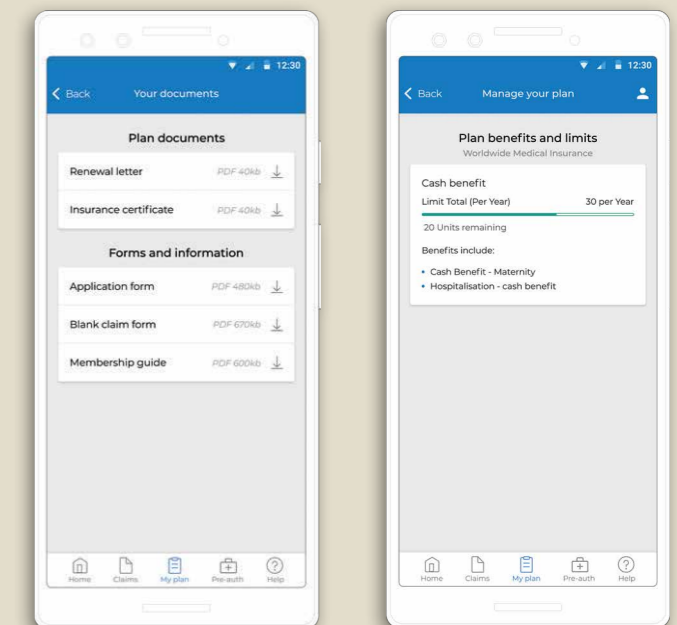 12:30
Back Your documents
Plan documents
Renewal letter PDF 40kb
Insurance certificate PDF 40kb
Forms and information
Application form PDF 480kb
Blank claim form PDF 670kb
Membership guide PDF 600kb
Home Claims My plan Pre-auth Help
12:30
Back Manage your plan
Plan benefits and limits
Worldwide Medical Insurance
Cash benefit
Limit Total (Per Year) 30 per Year
20 Units remaining
Benefits include:
• Cash Benefit - Maternity
• Hospitalisation - cash benefit
Home Claims My plan Pre-auth Help